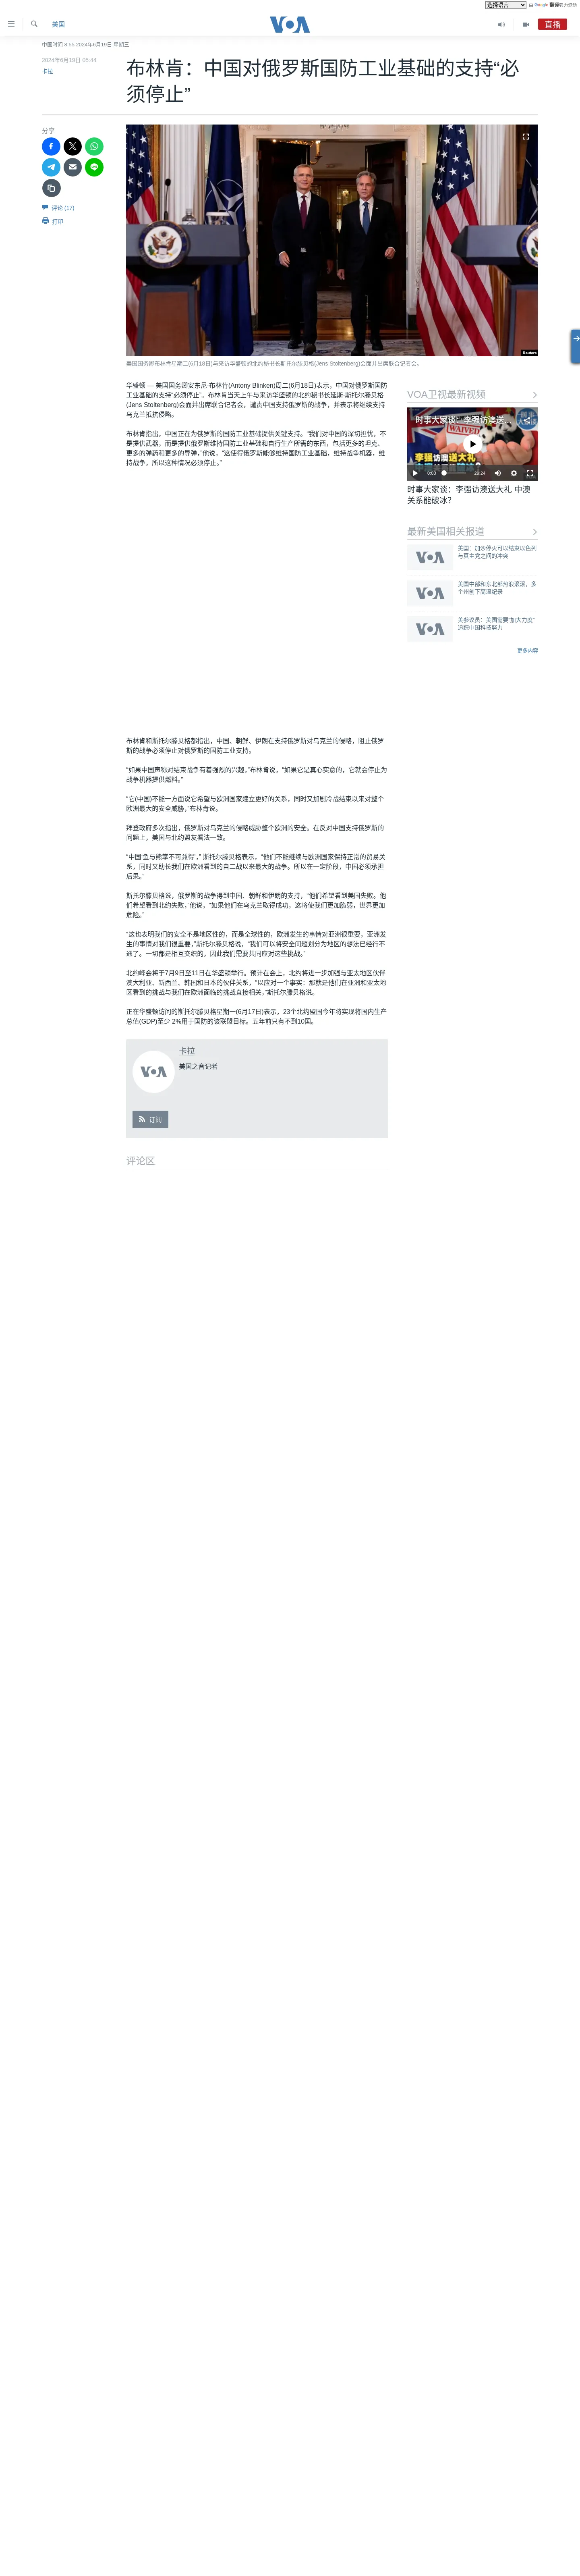 选择语言
由 Google 翻译强力驱动
美国
VOA
直播
中国时间 8:55 2024年6月19日 星期三
2024年6月19日 05:44
卡拉
布林肯：中国对俄罗斯国防工业基础的支持“必
须停止”
分享
评论 (17)
打印
Reuters
美国国务卿布林肯星期二(6月18日)与来访华盛顿的北约秘书长斯托尔滕贝格(Jens Stoltenberg)会面并出席联合记者会。
华盛顿 — 美国国务卿安东尼·布林肯(Antony Blinken)周二(6月18日)表示，中国对俄罗斯国防
工业基础的支持“必须停止”。布林肯当天上午与来访华盛顿的北约秘书长延斯·斯托尔滕贝格
(Jens Stoltenberg)会面并出席联合记者会，谴责中国支持俄罗斯的战争，并表示将继续支持
乌克兰抵抗侵略。
布林肯指出，中国正在为俄罗斯的国防工业基础提供关键支持。“我们对中国的深切担忧，不
是提供武器，而是提供俄罗斯维持国防工业基础和自行生产所需的东西，包括更多的坦克、
更多的弹药和更多的导弹，”他说，“这使得俄罗斯能够维持国防工业基础，维持战争机器，维
持战争，所以这种情况必须停止。”
布林肯和斯托尔滕贝格都指出，中国、朝鲜、伊朗在支持俄罗斯对乌克兰的侵略，阻止俄罗
斯的战争必须停止对俄罗斯的国防工业支持。
“如果中国声称对结束战争有着强烈的兴趣，”布林肯说，“如果它是真心实意的，它就会停止为
战争机器提供燃料。”
“它(中国)不能一方面说它希望与欧洲国家建立更好的关系，同时又加剧冷战结束以来对整个
欧洲最大的安全威胁，”布林肯说。
拜登政府多次指出，俄罗斯对乌克兰的侵略威胁整个欧洲的安全。在反对中国支持俄罗斯的
问题上，美国与北约盟友看法一致。
“中国‘鱼与熊掌不可兼得’，” 斯托尔滕贝格表示，“他们不能继续与欧洲国家保持正常的贸易关
系，同时又助长我们在欧洲看到的自二战以来最大的战争。所以在一定阶段，中国必须承担
后果。”
斯托尔滕贝格说，俄罗斯的战争得到中国、朝鲜和伊朗的支持，“他们希望看到美国失败。他
们希望看到北约失败，”他说，“如果他们在乌克兰取得成功，这将使我们更加脆弱，世界更加
危险。”
“这也表明我们的安全不是地区性的，而是全球性的，欧洲发生的事情对亚洲很重要，亚洲发
生的事情对我们很重要，”斯托尔滕贝格说，“我们可以将安全问题划分为地区的想法已经行不
通了。一切都是相互交织的，因此我们需要共同应对这些挑战。”
北约峰会将于7月9日至11日在华盛顿举行，预计在会上，北约将进一步加强与亚太地区伙伴
澳大利亚、新西兰、韩国和日本的伙伴关系，“以应对一个事实：那就是他们在亚洲和亚太地
区看到的挑战与我们在欧洲面临的挑战直接相关，”斯托尔滕贝格说。
正在华盛顿访问的斯托尔滕贝格星期一(6月17日)表示，23个北约盟国今年将实现将国内生产
总值(GDP)至少 2%用于国防的该联盟目标。五年前只有不到10国。
VOA
卡拉
美国之音记者
订阅
评论区
VOA卫视最新视频
时事大家谈：李强访澳送…
WAIVED
李强访澳送大礼
0:00
29:24
时事大家谈：李强访澳送大礼 中澳
关系能破冰？
最新美国相关报道
VOA
美国：加沙停火可以结束以色列
与真主党之间的冲突
VOA
美国中部和东北部热浪滚滚，多
个州创下高温纪录
VOA
美参议员：美国需要“加大力度”
追踪中国科技努力
更多内容